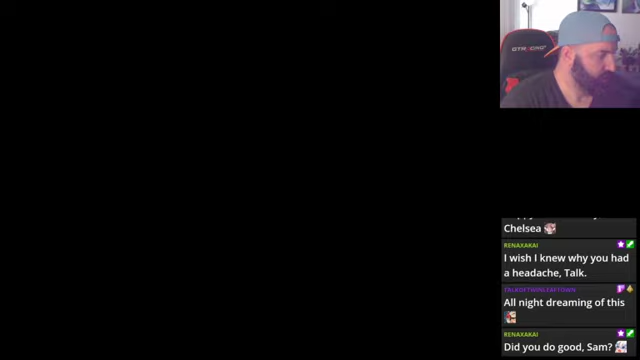 GTRACING
Chelsea
RENAXAKAI
I wish I knew why you had
a headache, Talk.
TALKOFTWINLEAFTOWN
All night dreaming of this
RENAXAKAI
Did you do good, Sam?